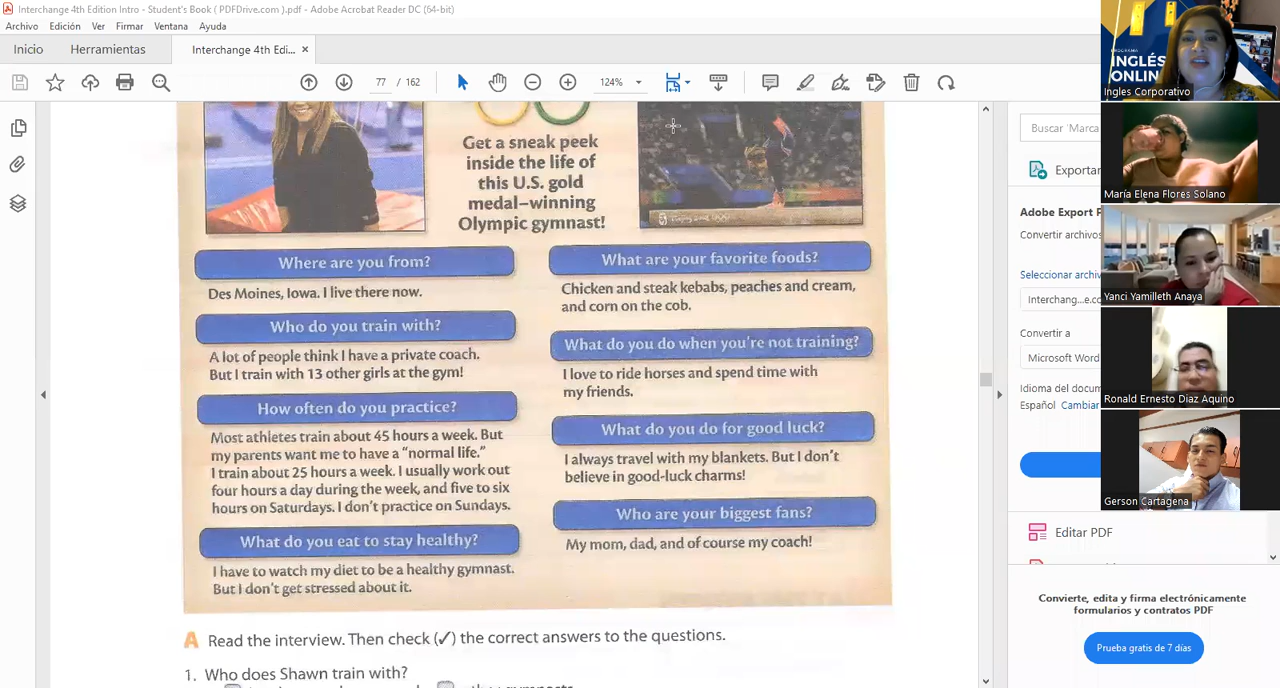 Interchange 4th Edition Intro - Student's Book ( PDFDrive.com ).pdf - Adobe Acrobat Reader DC (64-bit)
Archivo Edición Ver Firmar Ventana Ayuda
Inicio Herramientas Interchange 4th Edi... ×
77 / 162 124%
Get a sneak peek
inside the life of
this U.S. gold
medal–winning
Olympic gymnast!
Where are you from?
Des Moines, Iowa. I live there now.
Who do you train with?
A lot of people think I have a private coach.
But I train with 13 other girls at the gym!
How often do you practice?
Most athletes train about 45 hours a week. But
my parents want me to have a “normal life.”
I train about 25 hours a week. I usually work out
four hours a day during the week, and five to six
hours on Saturdays. I don't practice on Sundays.
What do you eat to stay healthy?
I have to watch my diet to be a healthy gymnast.
But I don't get stressed about it.
What are your favorite foods?
Chicken and steak kebabs, peaches and cream,
and corn on the cob.
What do you do when you're not training?
I love to ride horses and spend time with
my friends.
What do you do for good luck?
I always travel with my blankets. But I don't
believe in good-luck charms!
Who are your biggest fans?
My mom, dad, and of course my coach!
A Read the interview. Then check (✓) the correct answers to the questions.
1. Who does Shawn train with?
Buscar 'Marca
Exportar
Adobe Export P
Convertir archivos
Seleccionar archiv
Interchang...e.co
Convertir a
Microsoft Word
Idioma del docum
Español Cambiar
Editar PDF
Convierte, edita y firma electrónicamente
formularios y contratos PDF
Prueba gratis de 7 días
PROGRAMA
INGLÉS
ONLIN
Ingles Corporativo
María Elena Flores Solano
Yanci Yamilleth Anaya
Ronald Ernesto Diaz Aquino
Gerson Cartagena